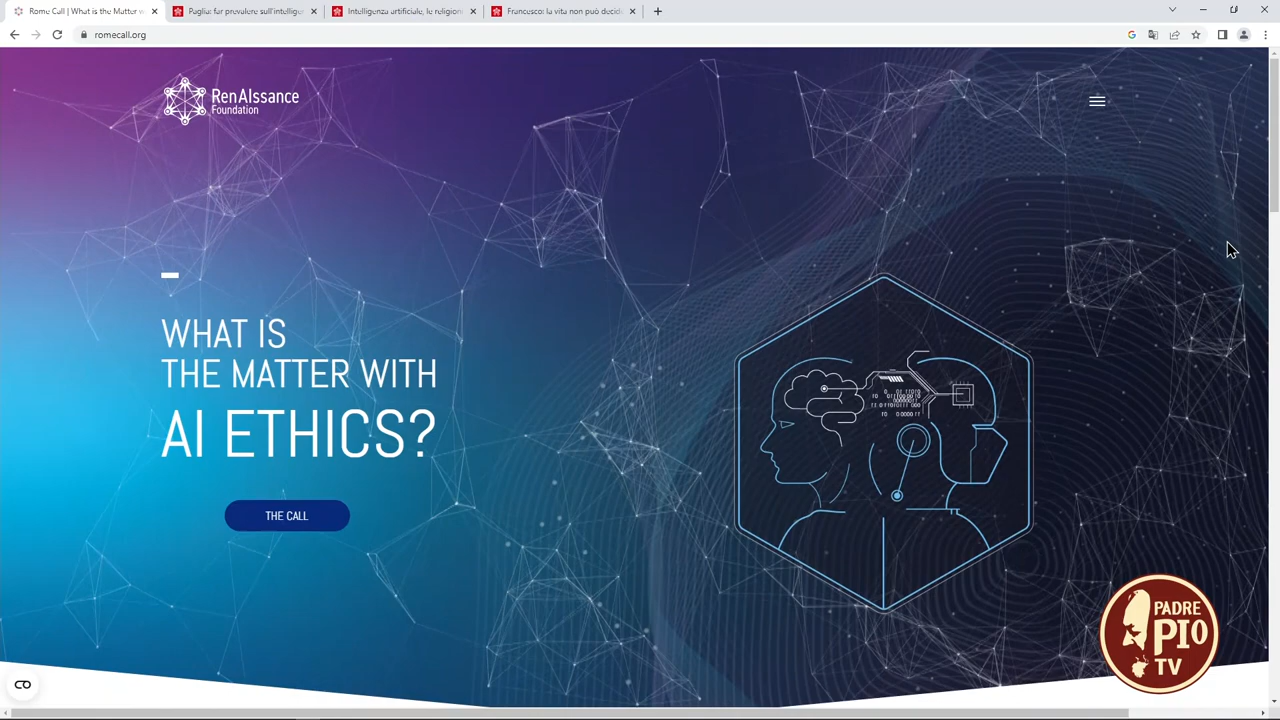 Rome Call | What is the Matter w
Paglia: far prevalere sull'intelliger
Intelligenza artificiale, le religion
Francesco: la vita non può decid
romecall.org
RenAIssance
Foundation
WHAT IS
THE MATTER WITH
AI ETHICS?
THE CALL
PADRE
PIO
TV